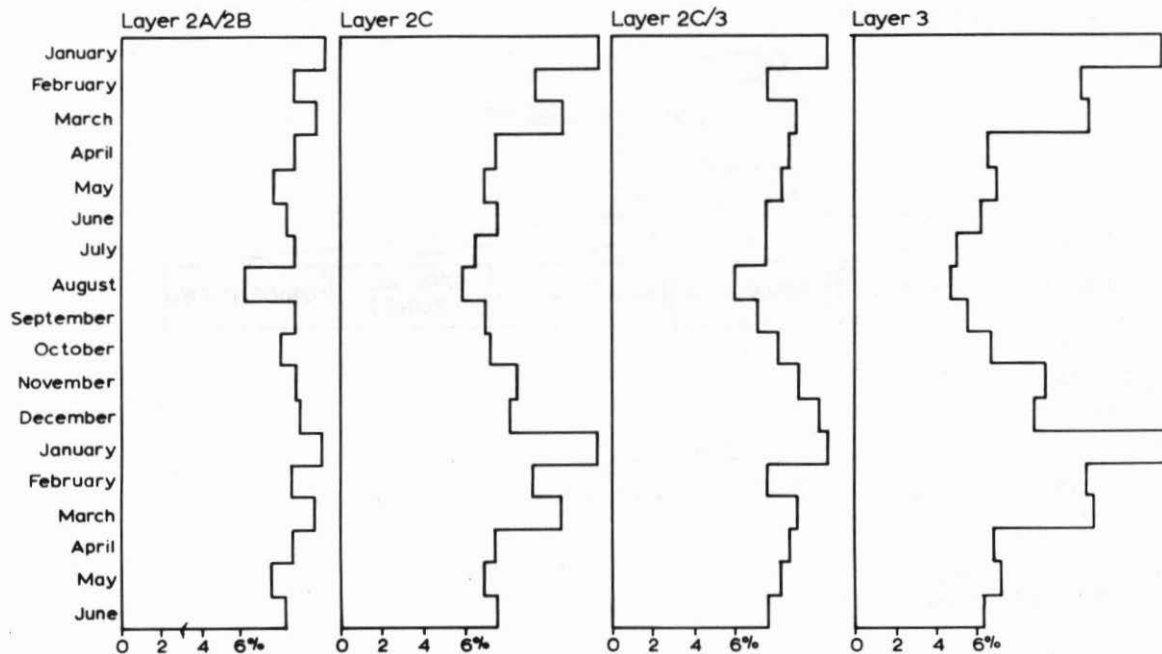 Layer 2A/2B Layer 2C Layer 2C/3 Layer 3
January
February
March
April
May
June
July
August
September
October
November
December
January
February
March
April
May
June
0 2 4 6% 0 2 4 6% 0 2 4 6% 0 2 4 6%